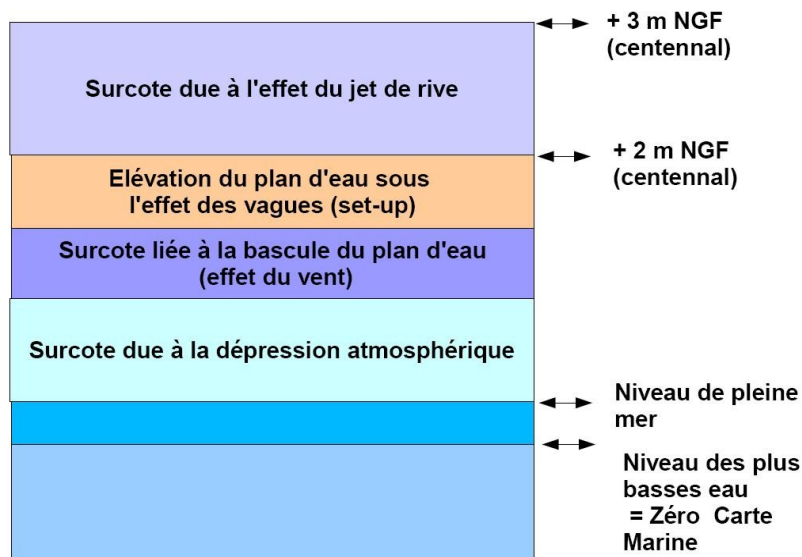 + 3 m NGF
(centennal)
Surcote due à l'effet du jet de rive
+ 2 m NGF
(centennal)
Elévation du plan d'eau sous
l'effet des vagues (set-up)
Surcote liée à la bascule du plan d'eau
(effet du vent)
Surcote due à la dépression atmosphérique
Niveau de pleine
mer
Niveau des plus
basses eau
= Zéro Carte
Marine